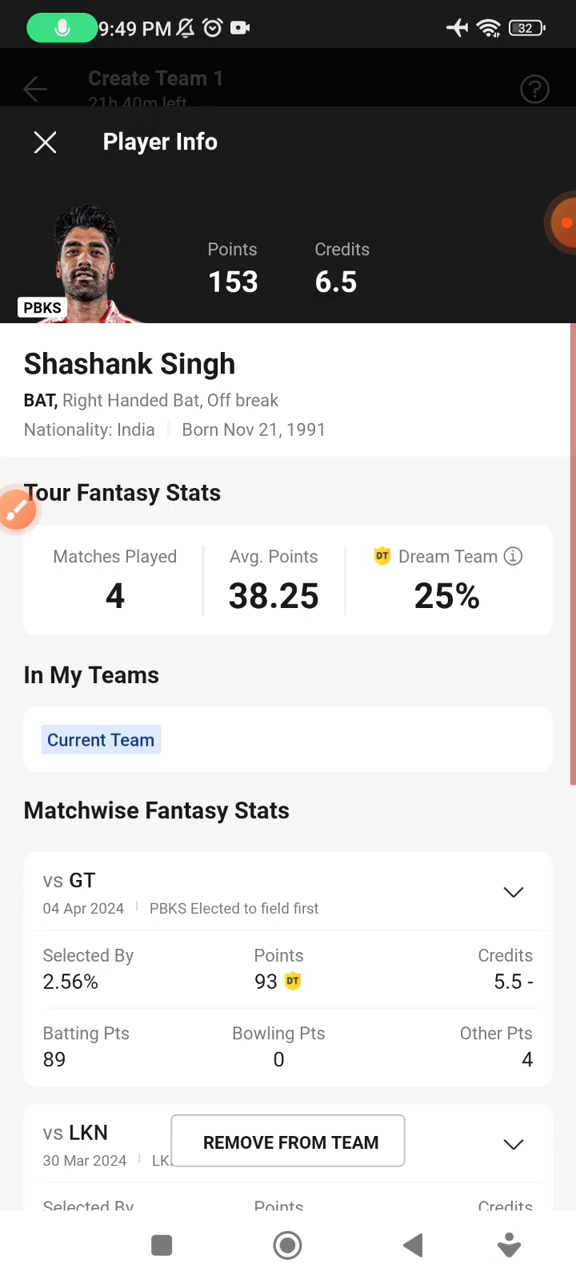 9:49 PM 32
Create Team 1
21h 40m left
?
Player Info
Points Credits
153 6.5
PBKS
Shashank Singh
BAT, Right Handed Bat, Off break
Nationality: India Born Nov 21, 1991
Tour Fantasy Stats
Matches Played Avg. Points DT Dream Team i
4 38.25 25%
In My Teams
Current Team
Matchwise Fantasy Stats
vs GT
04 Apr 2024 PBKS Elected to field first
Selected By Points Credits
2.56% 93 DT 5.5 -
Batting Pts Bowling Pts Other Pts
89 0 4
vs LKN
REMOVE FROM TEAM
30 Mar 2024
Selected By Points Credits